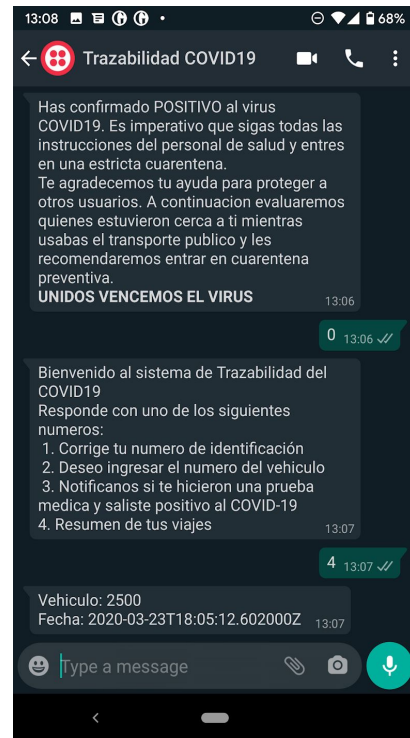 13:08 68%
Trazabilidad COVID19
Has confirmado POSITIVO al virus
COVID19. Es imperativo que sigas todas las
instrucciones del personal de salud y entres
en una estricta cuarentena.
Te agradecemos tu ayuda para proteger a
otros usuarios. A continuacion evaluaremos
quienes estuvieron cerca a ti mientras
usabas el transporte publico y les
recomendaremos entrar en cuarentena
preventiva.
UNIDOS VENCEMOS EL VIRUS 13:06
0 13:06
Bienvenido al sistema de Trazabilidad del
COVID19
Responde con uno de los siguientes
numeros:
1. Corrige tu numero de identificación
2. Deseo ingresar el numero del vehiculo
3. Notificanos si te hicieron una prueba
medica y saliste positivo al COVID-19
4. Resumen de tus viajes 13:07
4 13:07
Vehiculo: 2500
Fecha: 2020-03-23T18:05:12.602000Z 13:07
Type a message